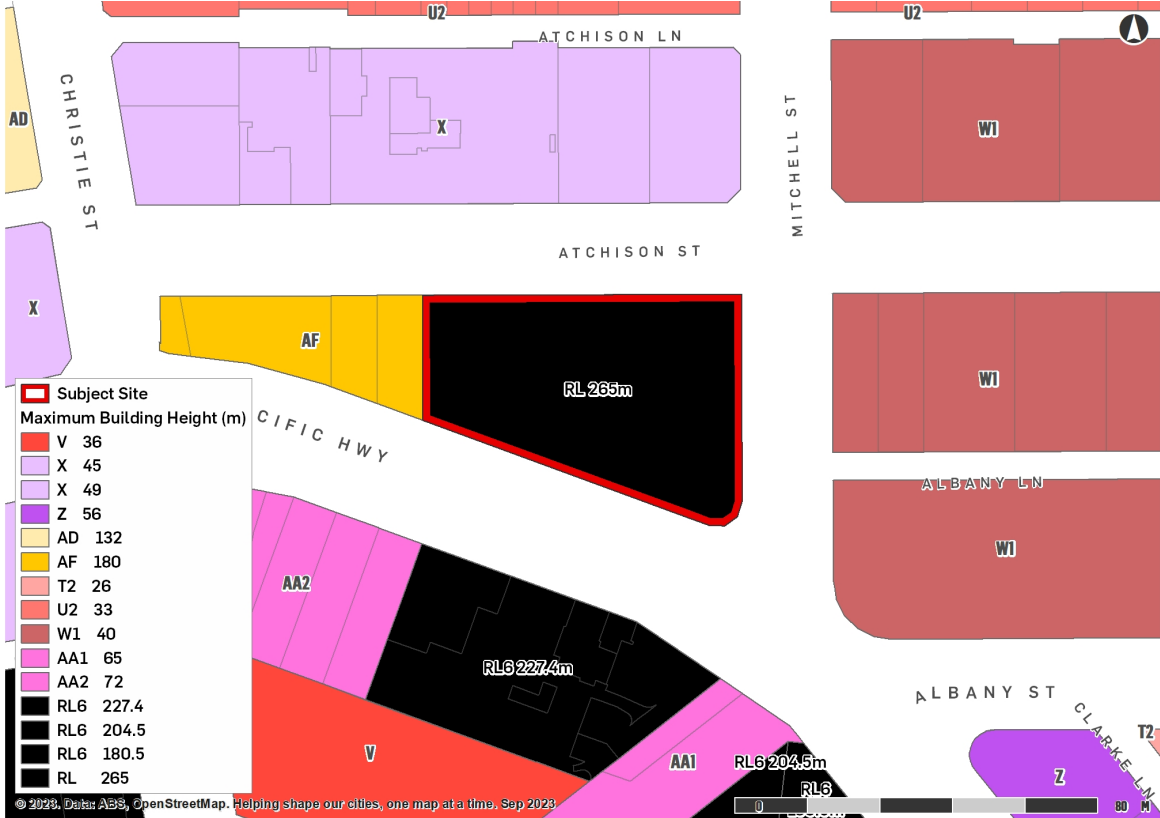 U2
U2
ATCHISON LN
CHRISTIE ST
AD
X
W1
MITCHELL ST
ATCHISON ST
X
AF
RL 265m
W1
CIFIC HWY
ALBANY LN
W1
AA2
RL6 227.4m
ALBANY ST
CLARKE LN
T2
V
AA1
RL6 204.5m
RL6
Z
Subject Site
Maximum Building Height (m)
V 36
X 45
X 49
Z 56
AD 132
AF 180
T2 26
U2 33
W1 40
AA1 65
AA2 72
RL6 227.4
RL6 204.5
RL6 180.5
RL 265
0 80 M
© 2023. Data: ABS, OpenStreetMap. Helping shape our cities, one map at a time. Sep 2023